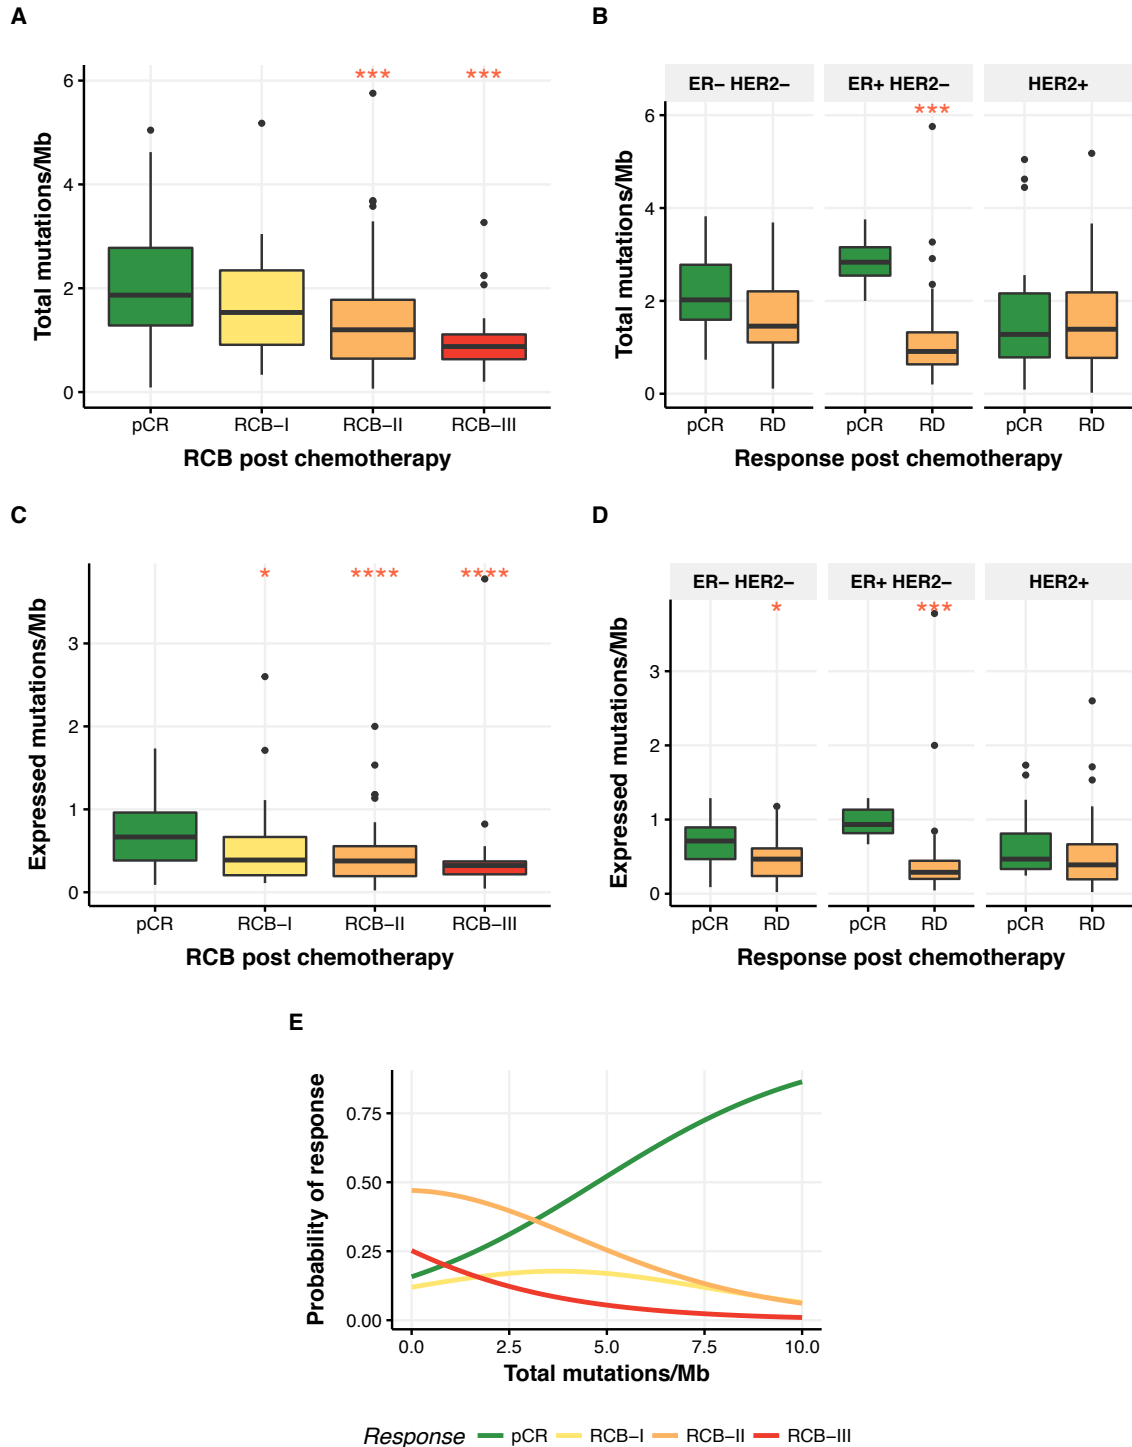 A
Total mutations/Mb
6
4
2
0
***
***
pCR
RCB−I
RCB−II
RCB−III
RCB post chemotherapy
B
ER− HER2−
ER+ HER2−
HER2+
Total mutations/Mb
6
4
2
0
***
pCR
RD
pCR
RD
pCR
RD
Response post chemotherapy
C
Expressed mutations/Mb
3
2
1
0
*
****
****
pCR
RCB−I
RCB−II
RCB−III
RCB post chemotherapy
D
ER− HER2−
ER+ HER2−
HER2+
Expressed mutations/Mb
3
2
1
0
*
***
pCR
RD
pCR
RD
pCR
RD
Response post chemotherapy
E
Probability of response
0.75
0.50
0.25
0.00
0.0
2.5
5.0
7.5
10.0
Total mutations/Mb
Response pCR RCB−I RCB−II RCB−III